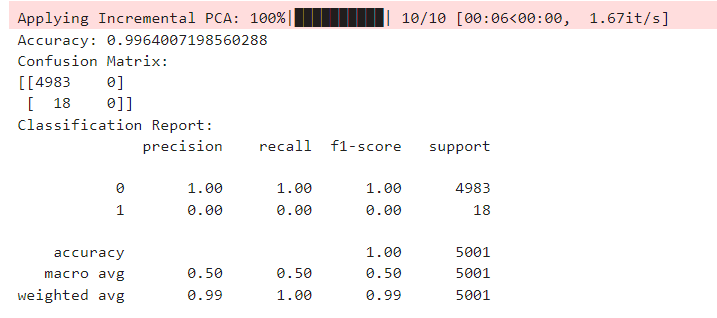 Applying Incremental PCA: 100%|██████████| 10/10 [00:06<00:00,  1.67it/s]
Accuracy: 0.9964007198560288
Confusion Matrix:
[[4983    0]
 [  18    0]]
Classification Report:
              precision    recall  f1-score   support

           0       1.00      1.00      1.00      4983
           1       0.00      0.00      0.00        18

    accuracy                           1.00      5001
   macro avg       0.50      0.50      0.50      5001
weighted avg       0.99      1.00      0.99      5001